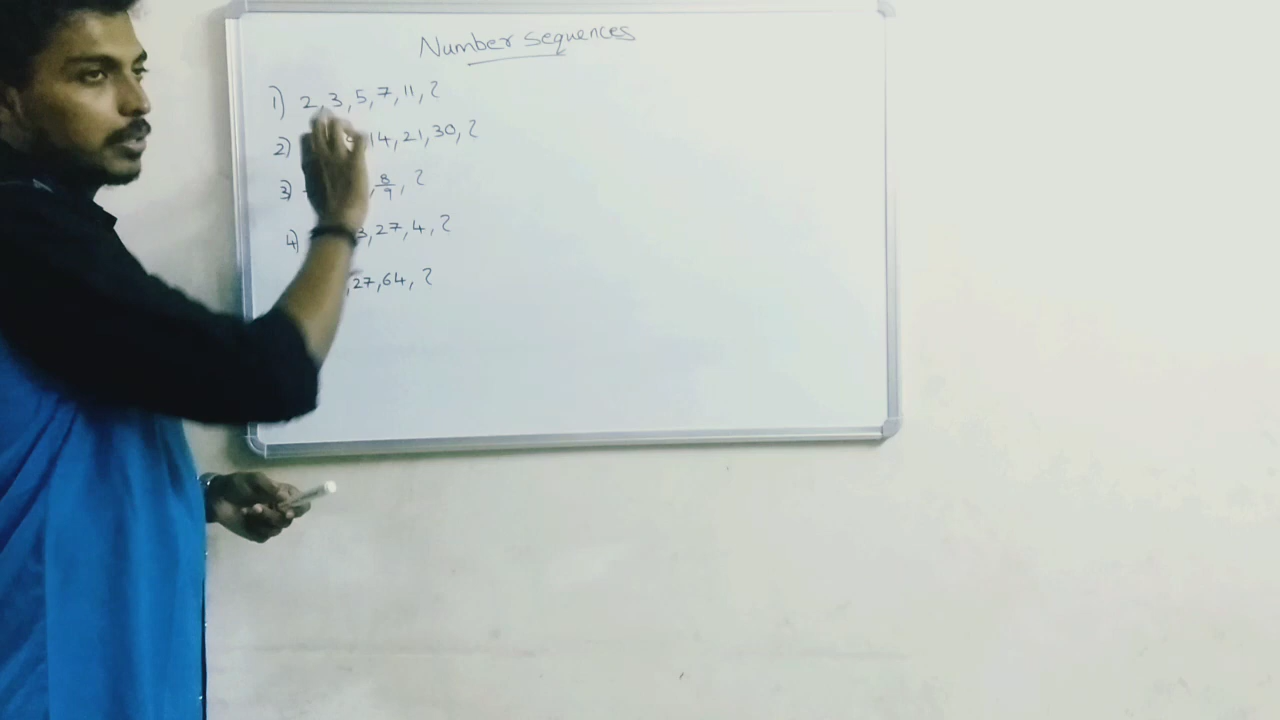 Number sequences
1) 2, 3, 5, 7, 11, ?
2) 14, 21, 30, ?
3) , 8/9, ?
4) 3, 27, 4, ?
, 27, 64, ?